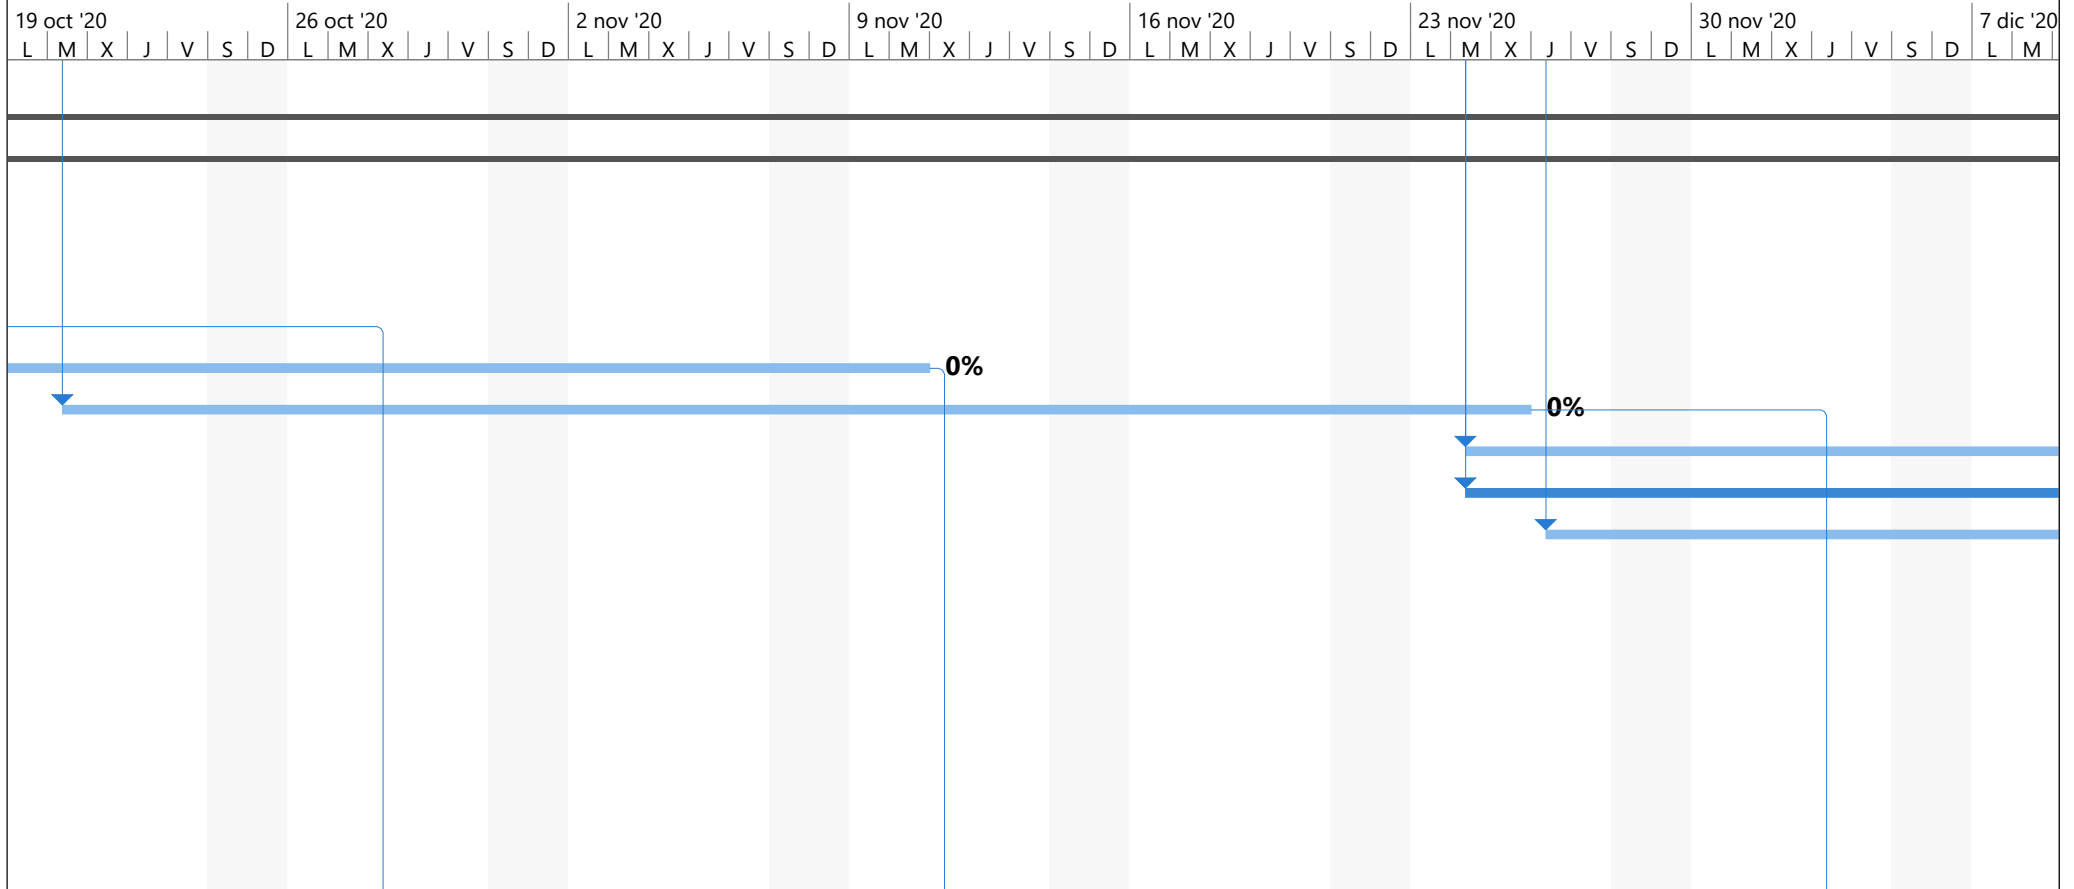 19 oct '20 26 oct '20 2 nov '20 9 nov '20 16 nov '20 23 nov '20 30 nov '20 7 dic '20
L M X J V S D L M X J V S D L M X J V S D L M X J V S D L M X J V S D L M X J V S D L M X J V S D L M
0%
0%